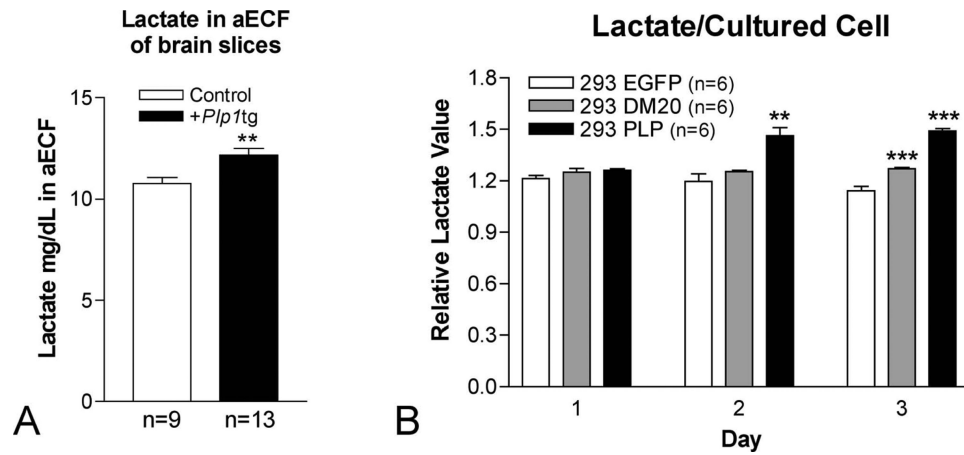 Lactate in aECF
of brain slices
Control
+Plp1tg
**
Lactate mg/dL in aECF
15
10
5
0
n=9
n=13
A
Lactate/Cultured Cell
293 EGFP (n=6)
293 DM20 (n=6)
293 PLP (n=6)
**
***
***
Relative Lactate Value
1.8
1.5
1.2
0.9
0.6
0.3
0.0
1
2
3
Day
B